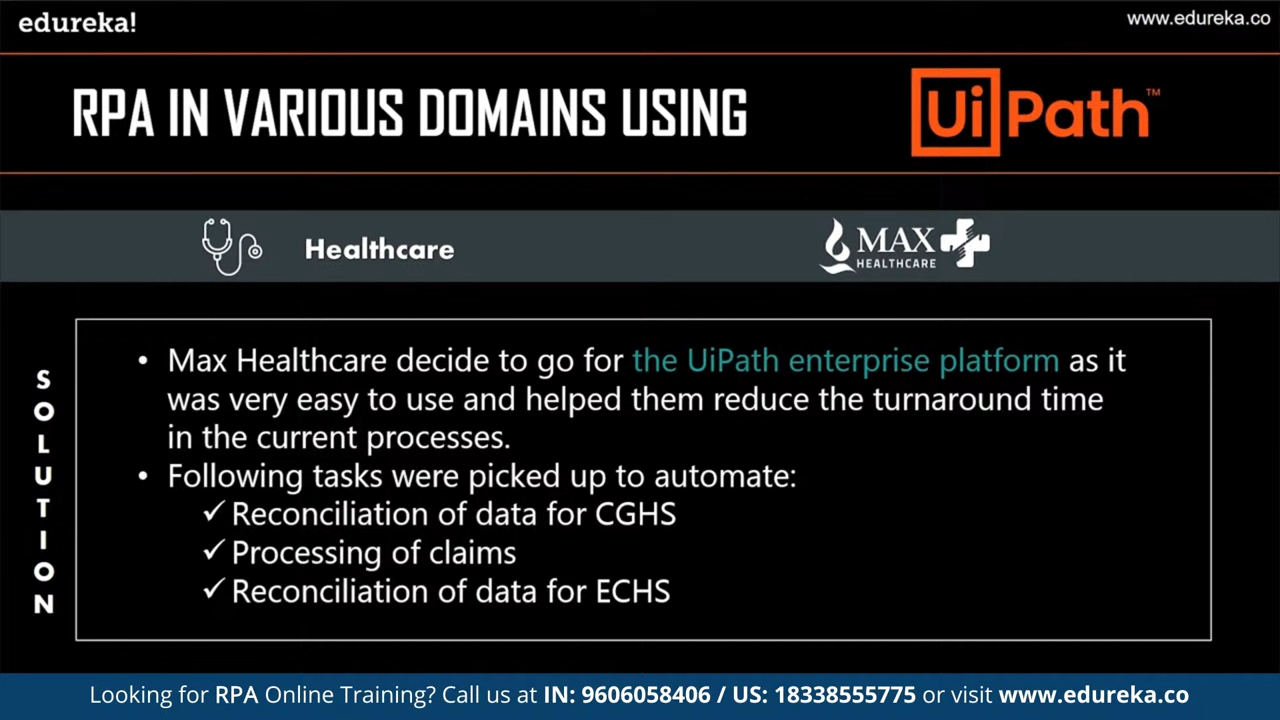 edureka!
www.edureka.co
RPA IN VARIOUS DOMAINS USING
UiPath™
Healthcare
MAX
HEALTHCARE
SOLUTION
• Max Healthcare decide to go for the UiPath enterprise platform as it
was very easy to use and helped them reduce the turnaround time
in the current processes.
• Following tasks were picked up to automate:
✓ Reconciliation of data for CGHS
✓ Processing of claims
✓ Reconciliation of data for ECHS
Looking for RPA Online Training? Call us at IN: 9606058406 / US: 18338555775 or visit www.edureka.co